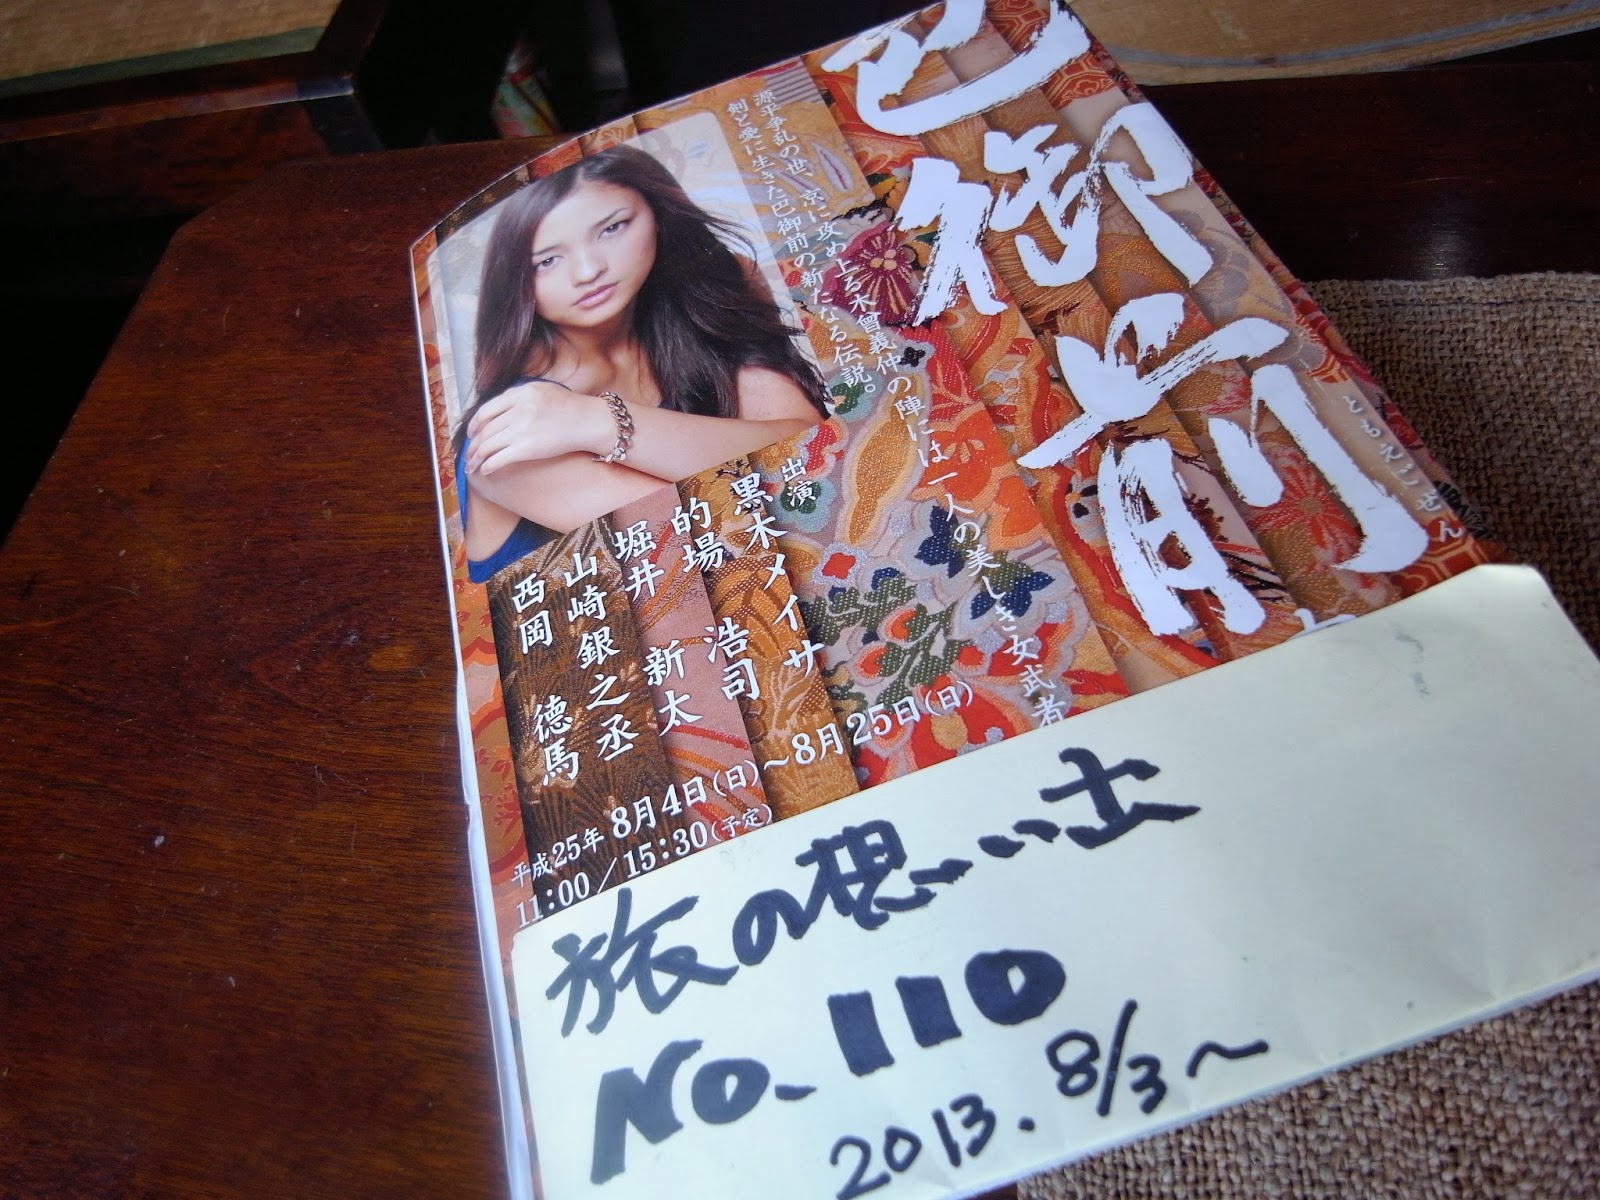 巴御前
ともえごぜん
源平争乱の世、京に攻め上る木曾義仲の陣には一人の美しき女武者
剣と愛に生きた巴御前の新たなる伝説。
出演
黒木メイサ
的場 浩司
堀井 新太
山崎銀之丞
西岡 徳馬
平成25年 8月4日(日)~8月25日(日)
11:00/15:30(予定)
旅の想い出
No.110
2013.8/3~